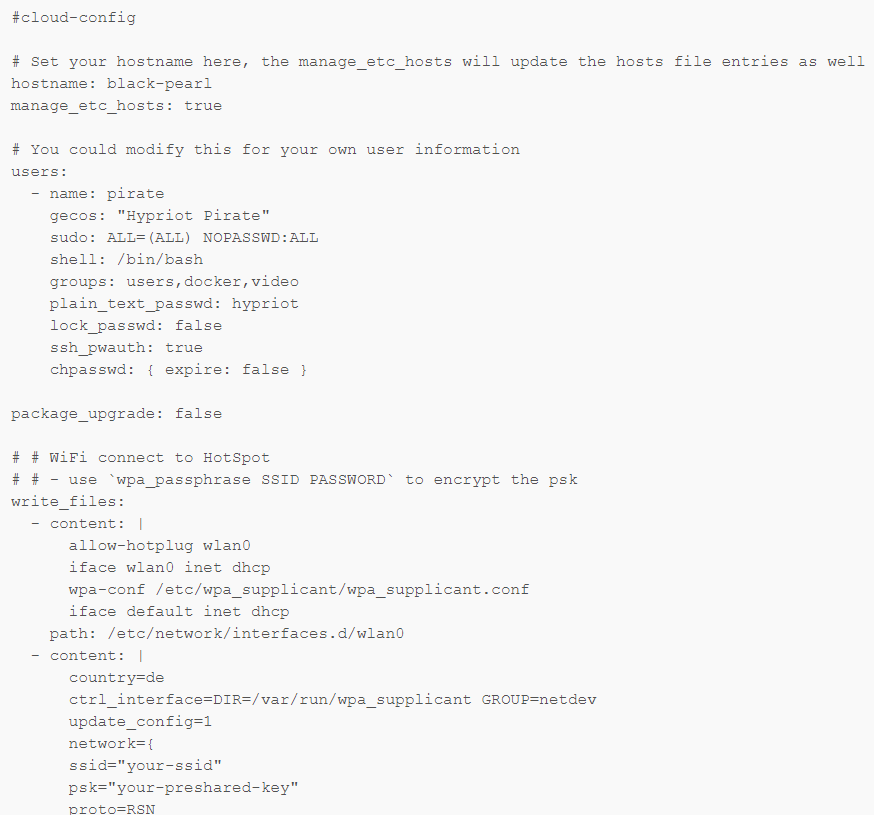 #cloud-config
# Set your hostname here, the manage_etc_hosts will update the hosts file entries as well
hostname: black-pearl
manage_etc_hosts: true
# You could modify this for your own user information
users:
  - name: pirate
    gecos: "Hypriot Pirate"
    sudo: ALL=(ALL) NOPASSWD:ALL
    shell: /bin/bash
    groups: users,docker,video
    plain_text_passwd: hypriot
    lock_passwd: false
    ssh_pwauth: true
    chpasswd: { expire: false }
package_upgrade: false
# # WiFi connect to HotSpot
# # - use `wpa_passphrase SSID PASSWORD` to encrypt the psk
write_files:
  - content: |
      allow-hotplug wlan0
      iface wlan0 inet dhcp
      wpa-conf /etc/wpa_supplicant/wpa_supplicant.conf
      iface default inet dhcp
    path: /etc/network/interfaces.d/wlan0
  - content: |
      country=de
      ctrl_interface=DIR=/var/run/wpa_supplicant GROUP=netdev
      update_config=1
      network={
      ssid="your-ssid"
      psk="your-preshared-key"
      proto=RSN